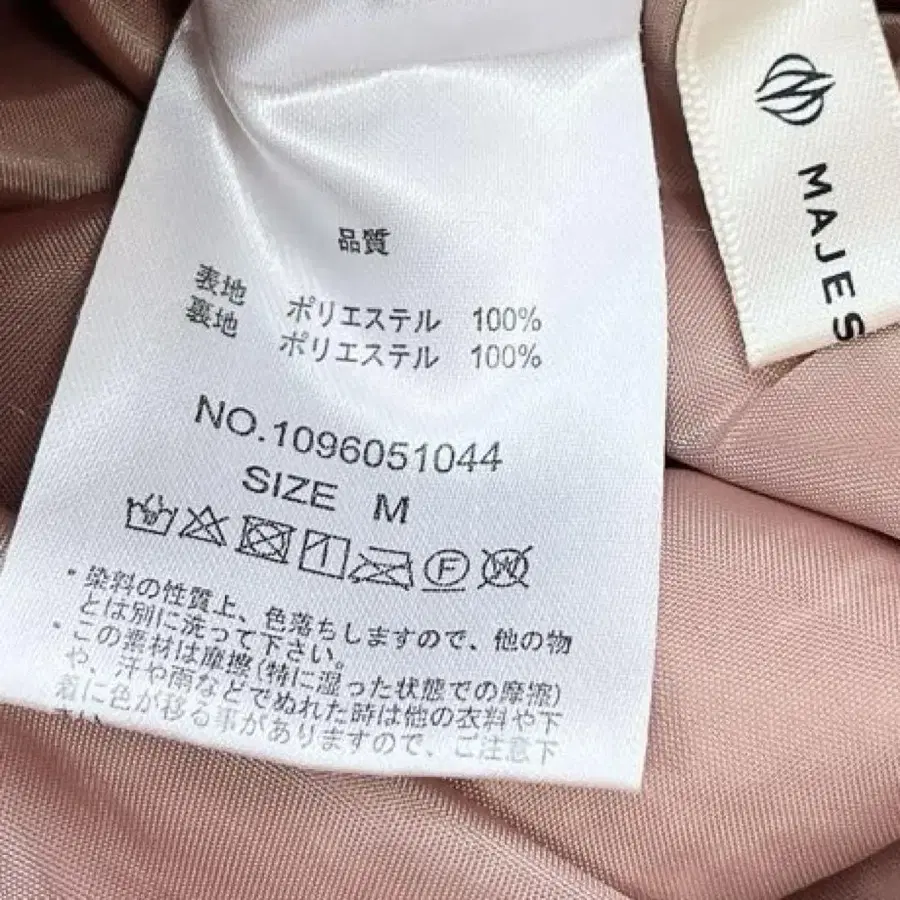 品質
表地 ポリエステル 100%
裏地 ポリエステル 100%
NO.1096051044
SIZE M
F
W
・染料の性質上、色落ちしますので、他の物
とは別に洗って下さい。
・この素材は摩擦(特に湿った状態での摩擦)
や、汗や雨などでぬれた時は他の衣料や下
着に色が移る事がありますので、ご注意下
さい。
MAJES